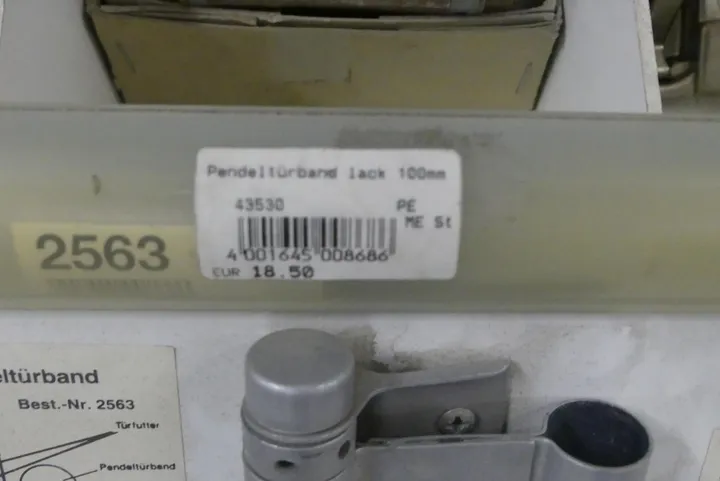 Pendeltürband lack 100mm
43530 PE
ME St
4 001645 008686
EUR 18.50
2563
eltürband
Best.-Nr. 2563
Türfutter
Pendeltürband